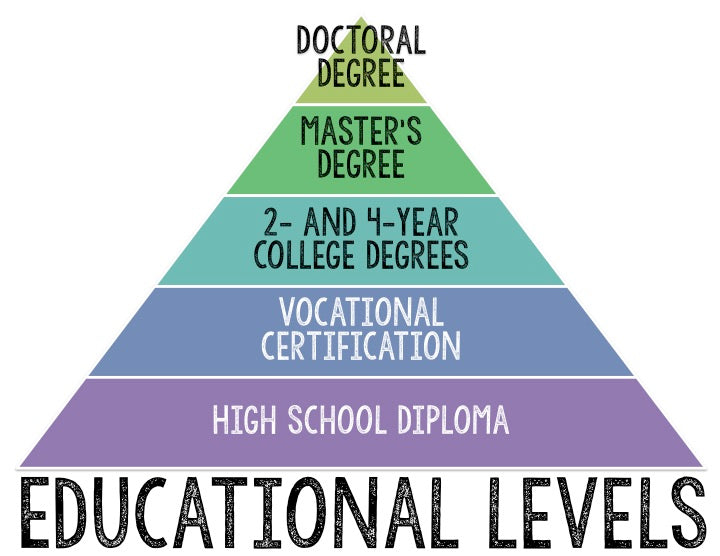 DOCTORAL
DEGREE
MASTER'S
DEGREE
2- AND 4-YEAR
COLLEGE DEGREES
VOCATIONAL
CERTIFICATION
HIGH SCHOOL DIPLOMA
EDUCATIONAL LEVELS